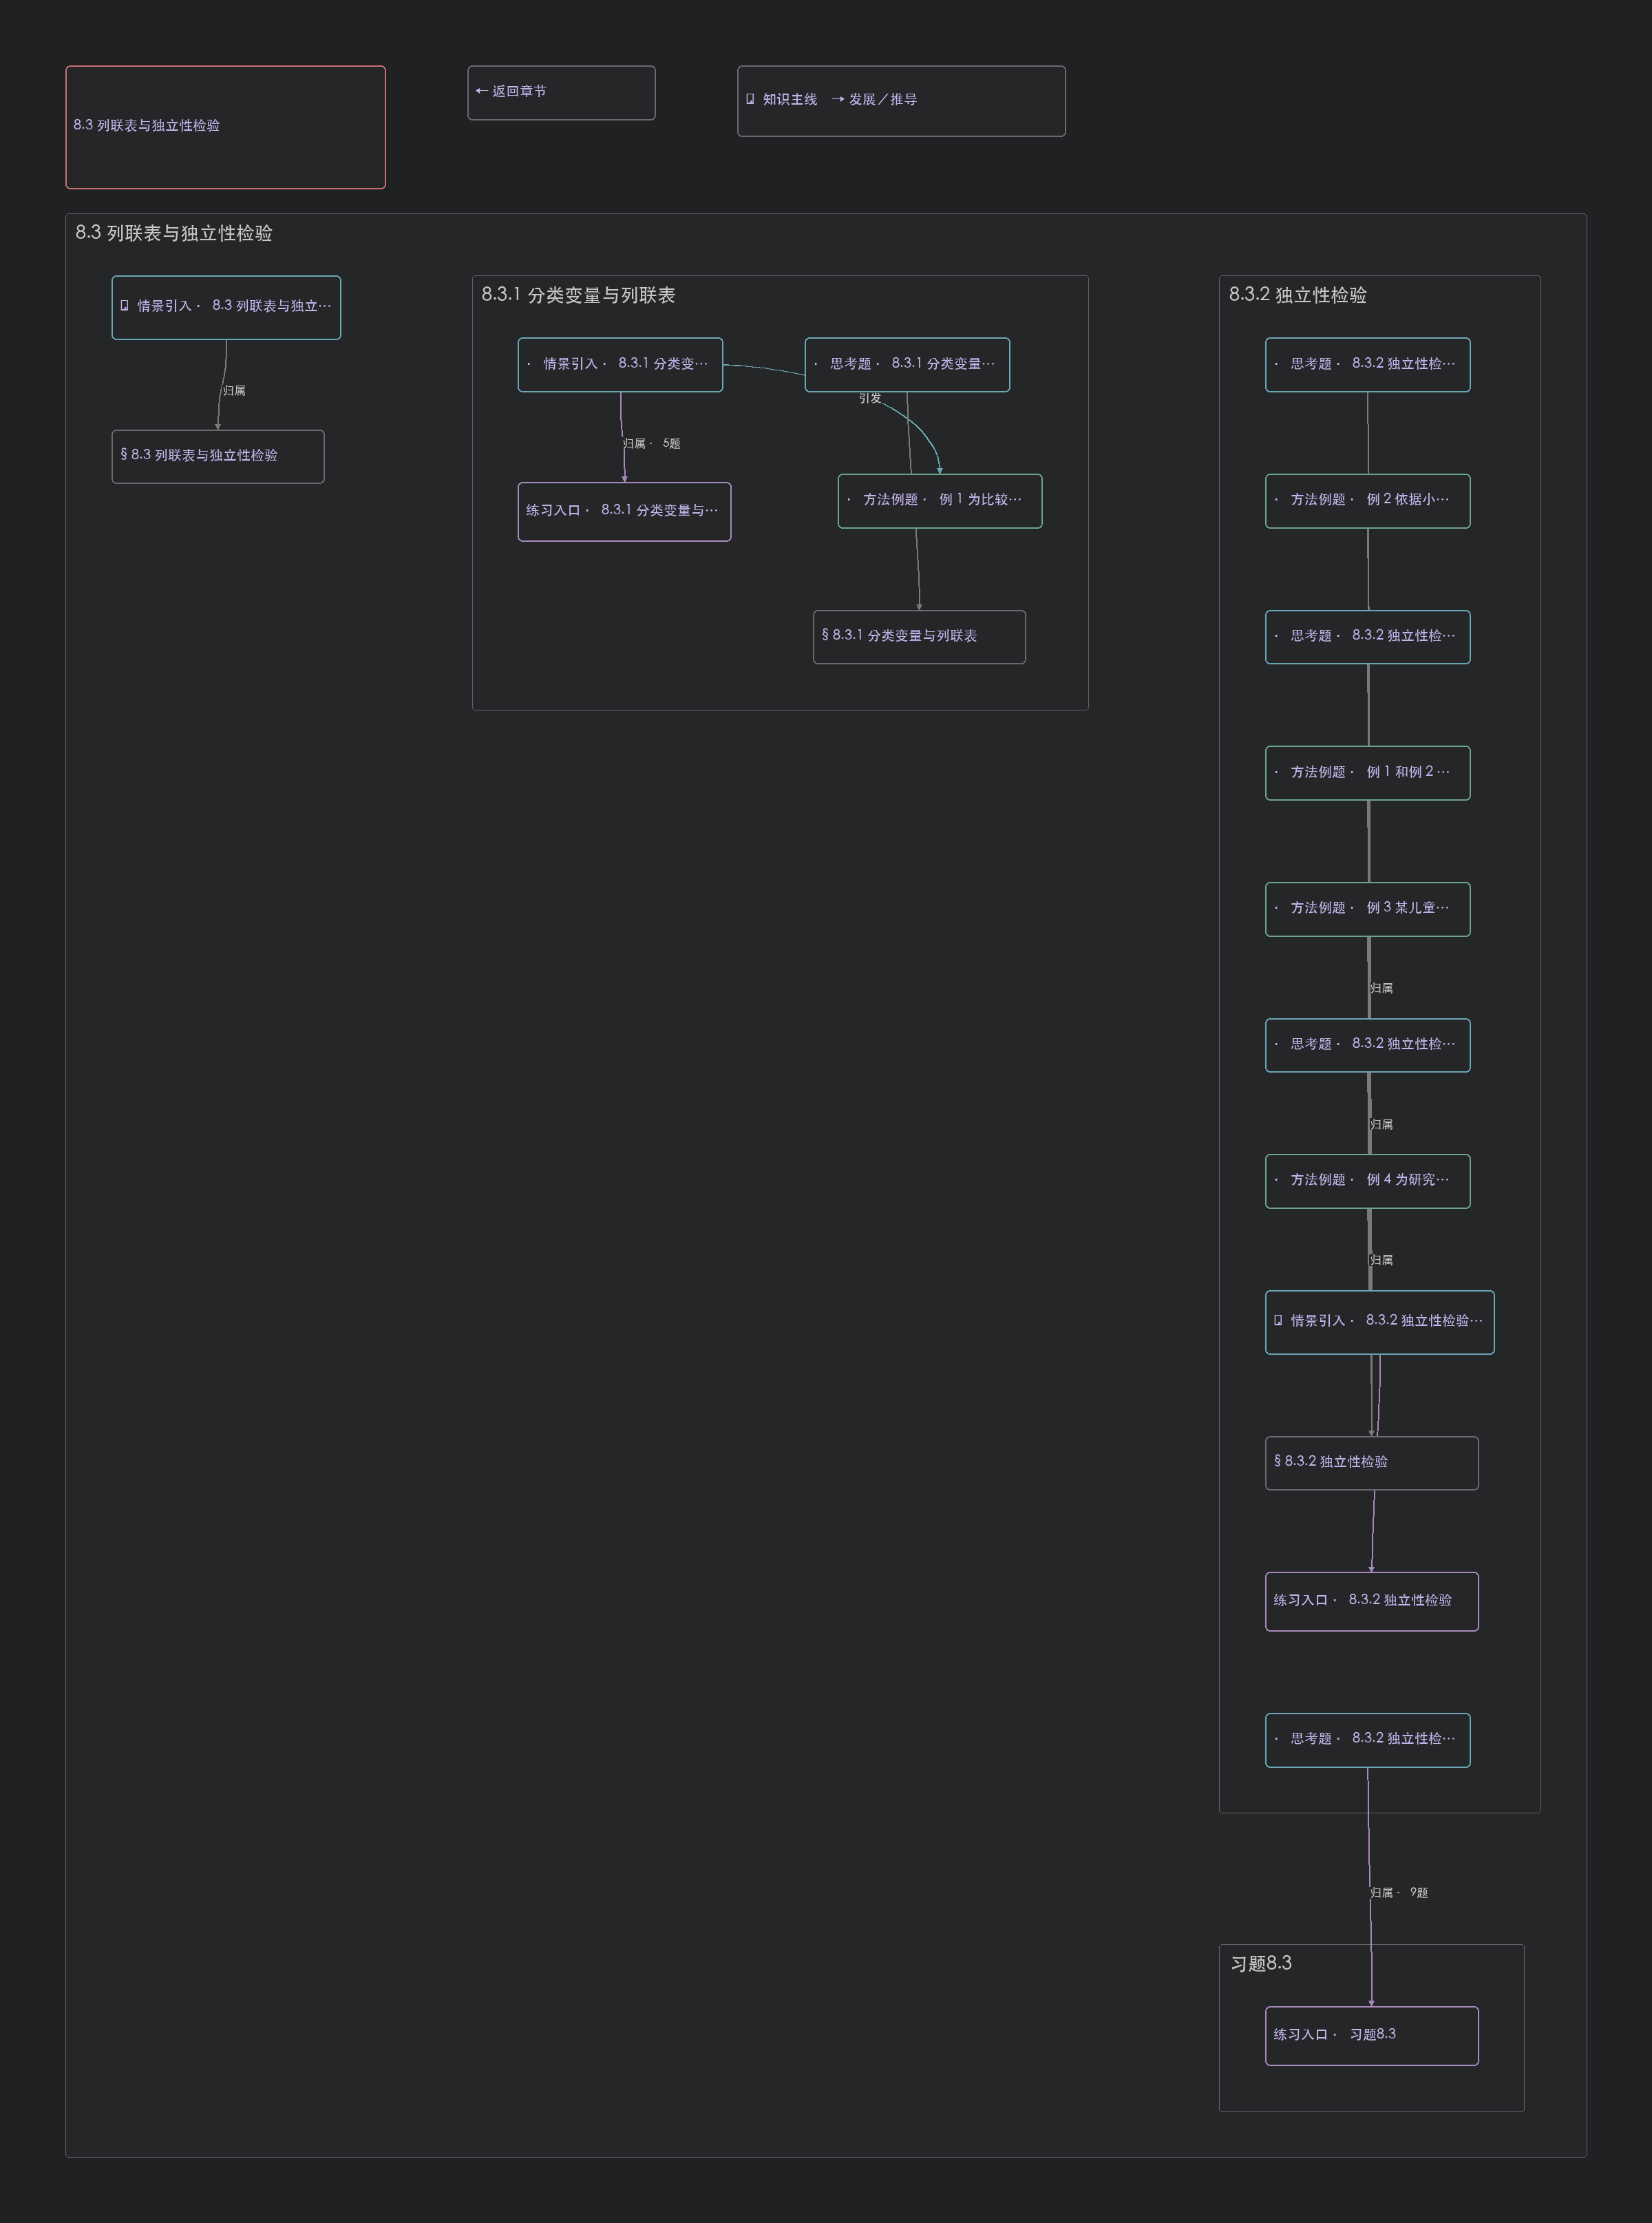 8.3 列联表与独立性检验
← 返回章节
知识主线 → 发展／推导
8.3 列联表与独立性检验
情景引入· 8.3 列联表与独立…
归属
§ 8.3 列联表与独立性检验
8.3.1 分类变量与列联表
· 情景引入· 8.3.1 分类变…
· 思考题· 8.3.1 分类变量…
引发
归属· 5题
· 方法例题· 例 1 为比较…
练习入口· 8.3.1 分类变量与…
§ 8.3.1 分类变量与列联表
8.3.2 独立性检验
· 思考题· 8.3.2 独立性检…
· 方法例题· 例 2 依据小…
· 思考题· 8.3.2 独立性检…
· 方法例题· 例 1 和例 2 …
· 方法例题· 例 3 某儿童…
归属
· 思考题· 8.3.2 独立性检…
归属
· 方法例题· 例 4 为研究…
归属
情景引入· 8.3.2 独立性检验…
§ 8.3.2 独立性检验
练习入口· 8.3.2 独立性检验
· 思考题· 8.3.2 独立性检…
归属· 9题
习题8.3
练习入口· 习题8.3